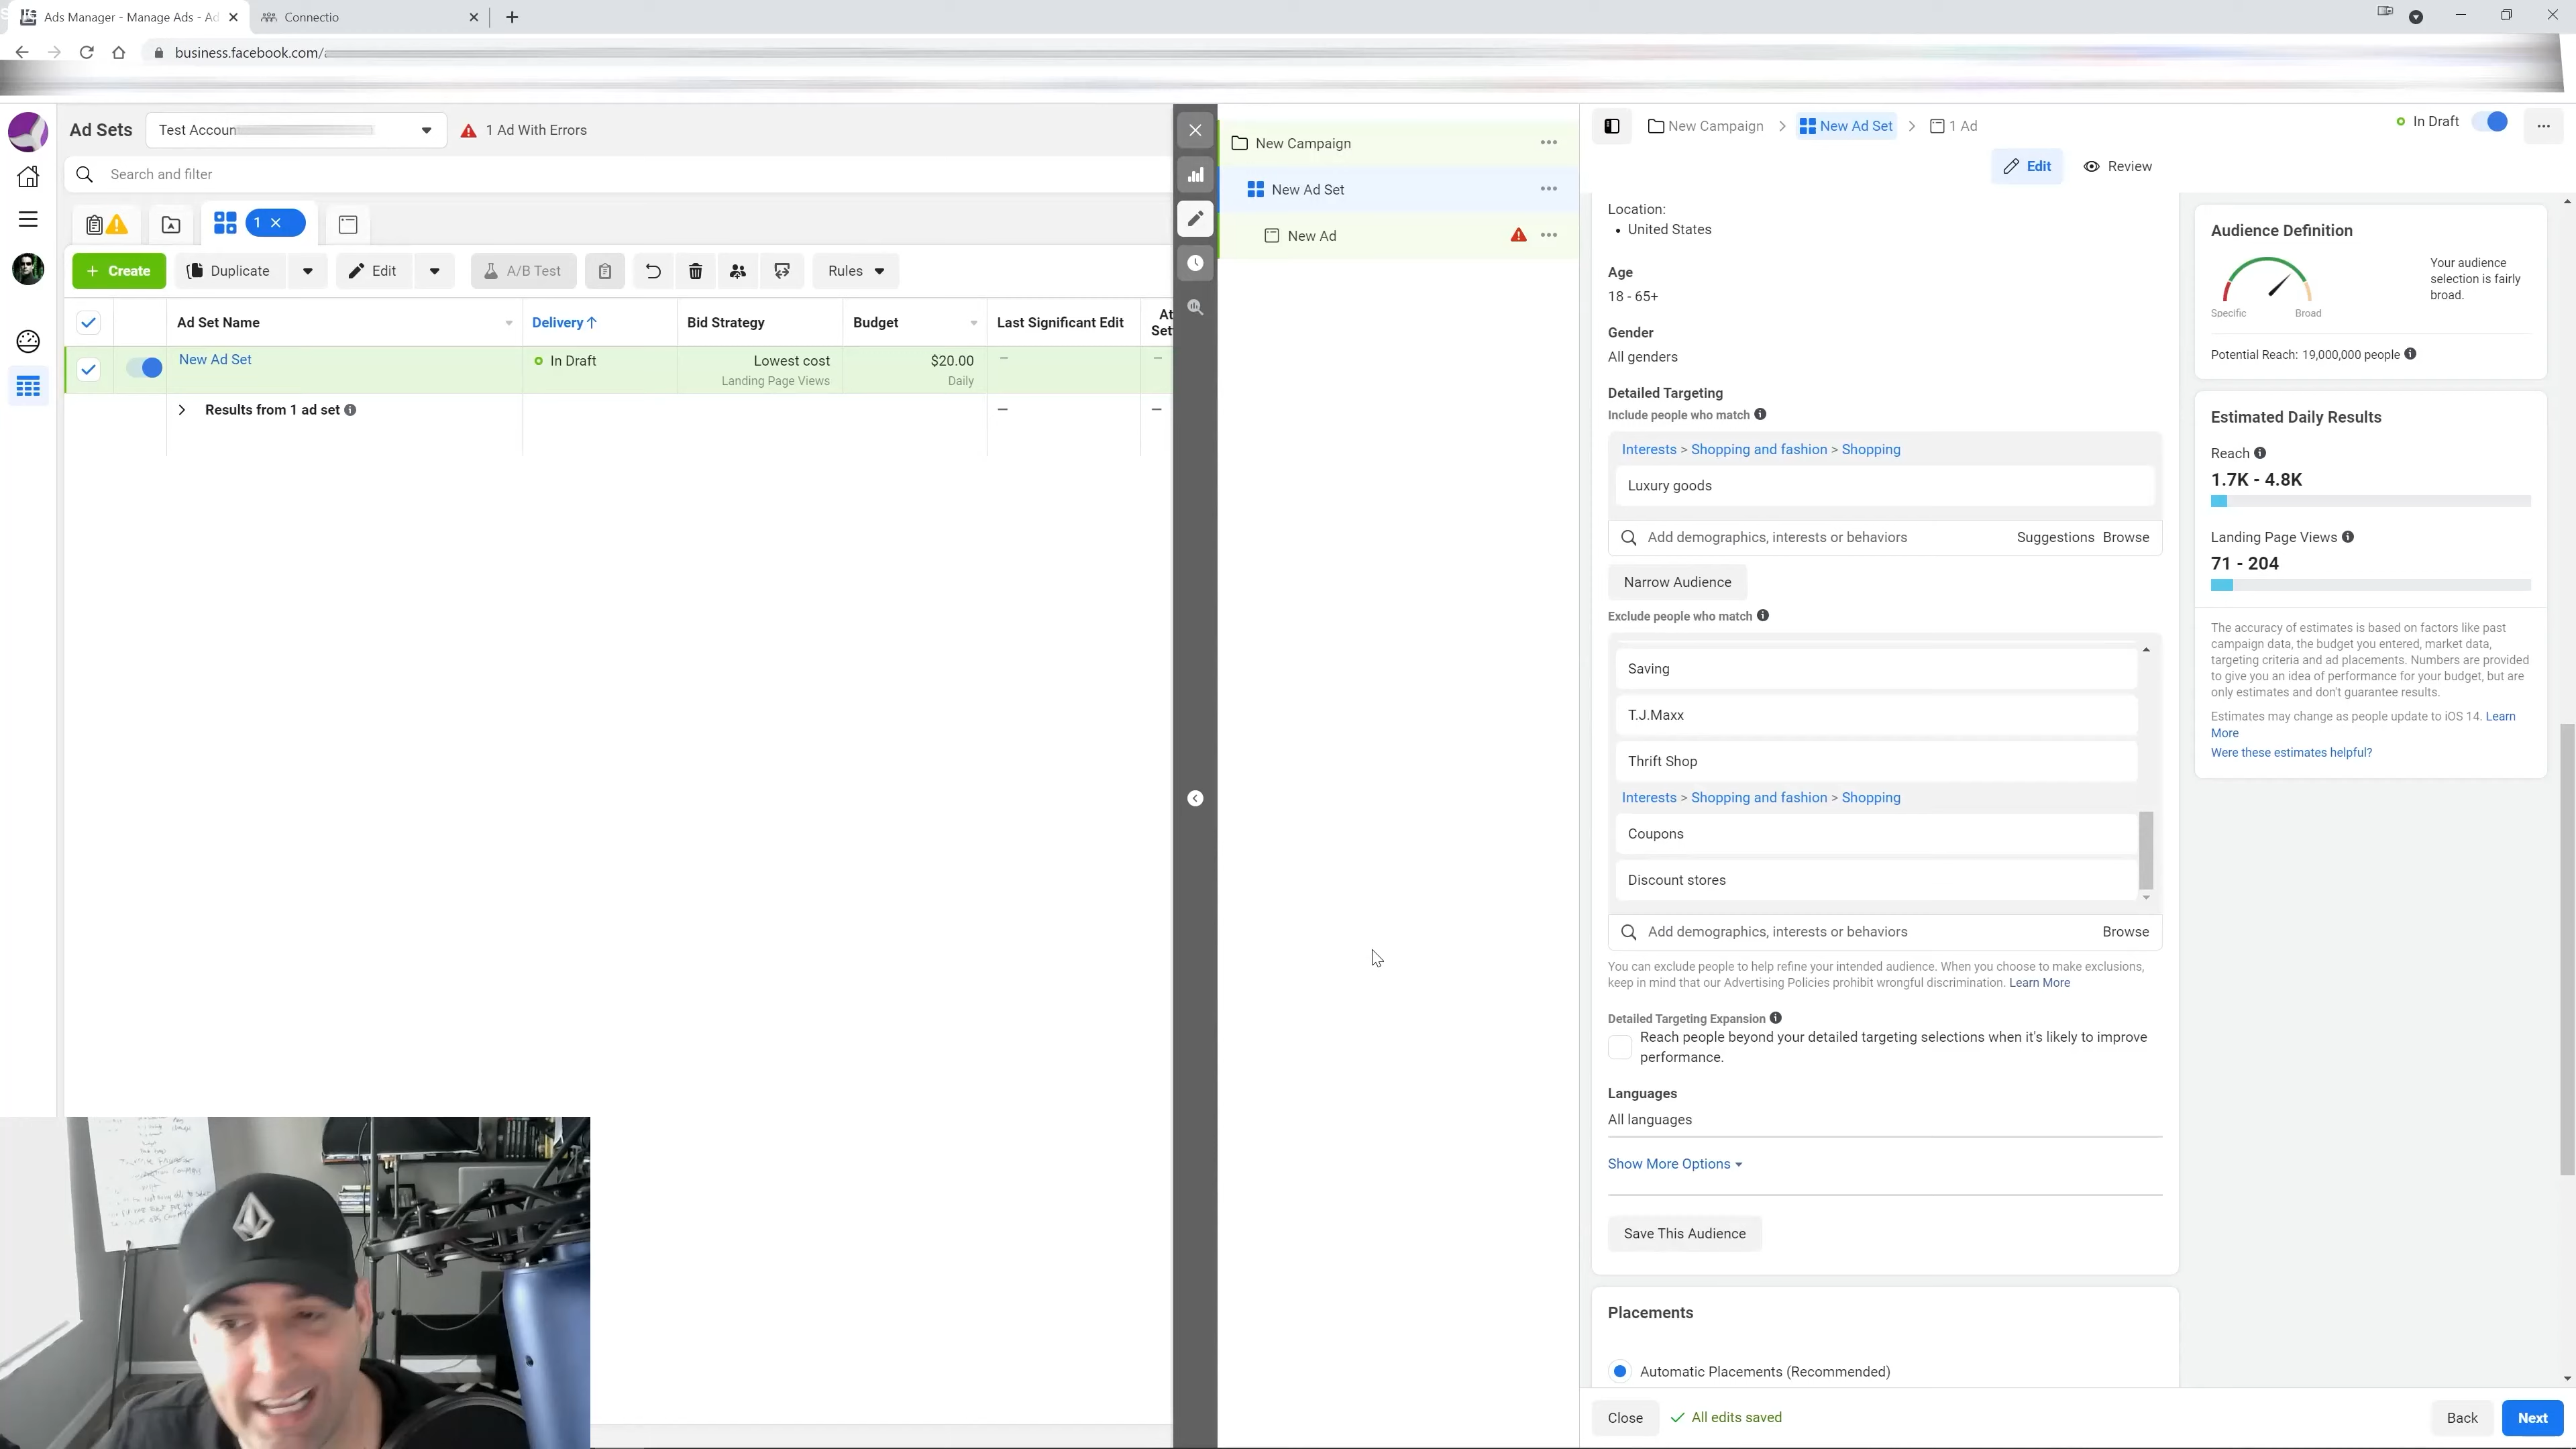 Ads Manager - Manage Ads - Ad
Connectio
business.facebook.com/
Ad Sets
Test Accoun
1 Ad With Errors
Search and filter
1
Create
Duplicate
Edit
A/B Test
Rules
Ad Set Name
Delivery
Bid Strategy
Budget
Last Significant Edit
At
Set
New Ad Set
In Draft
Lowest cost
$20.00
–
–
Landing Page Views
Daily
Results from 1 ad set
—
—
New Campaign
New Ad Set
New Ad
New Campaign > New Ad Set > 1 Ad
In Draft
Edit
Review
Location:
• United States
Age
18 - 65+
Gender
All genders
Detailed Targeting
Include people who match
Interests > Shopping and fashion > Shopping
Luxury goods
Add demographics, interests or behaviors
Suggestions
Browse
Narrow Audience
Exclude people who match
Saving
T.J.Maxx
Thrift Shop
Interests > Shopping and fashion > Shopping
Coupons
Discount stores
Add demographics, interests or behaviors
Browse
You can exclude people to help refine your intended audience. When you choose to make exclusions,
keep in mind that our Advertising Policies prohibit wrongful discrimination. Learn More
Detailed Targeting Expansion
Reach people beyond your detailed targeting selections when it's likely to improve
performance.
Languages
All languages
Show More Options
Save This Audience
Placements
Automatic Placements (Recommended)
Close
All edits saved
Back
Next
Audience Definition
Your audience
selection is fairly
broad.
Specific
Broad
Potential Reach: 19,000,000 people
Estimated Daily Results
Reach
1.7K - 4.8K
Landing Page Views
71 - 204
The accuracy of estimates is based on factors like past
campaign data, the budget you entered, market data,
targeting criteria and ad placements. Numbers are provided
to give you an idea of performance for your budget, but are
only estimates and don't guarantee results.
Estimates may change as people update to iOS 14. Learn
More
Were these estimates helpful?